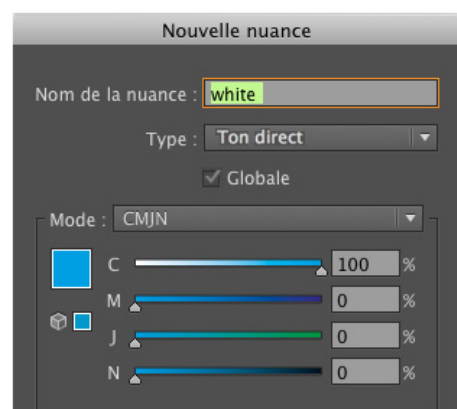 Nouvelle nuance
Nom de la nuance : white
Type : Ton direct
Globale
Mode : CMJN
C 100 %
M 0 %
J 0 %
N 0 %